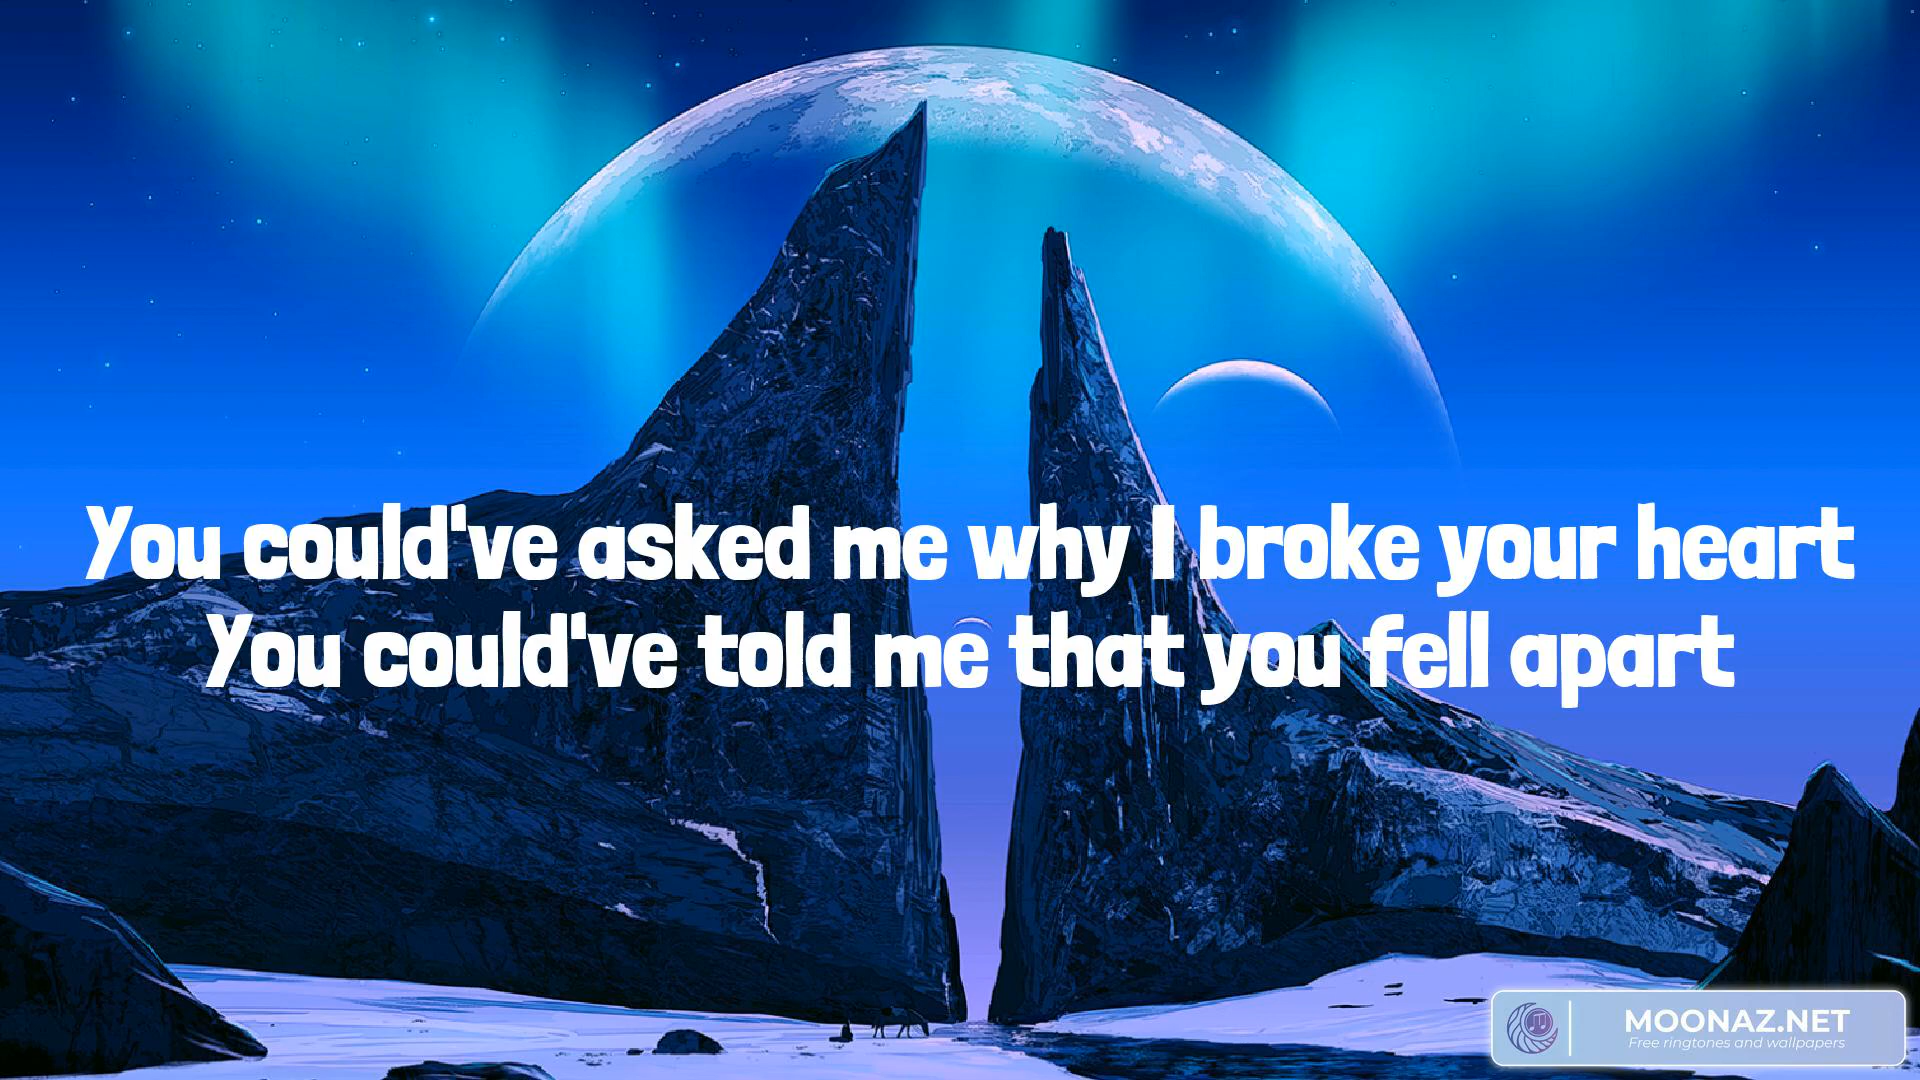 You could've asked me why I broke your heart
You could've told me that you fell apart
MOONAZ.NET
Free ringtones and wallpapers